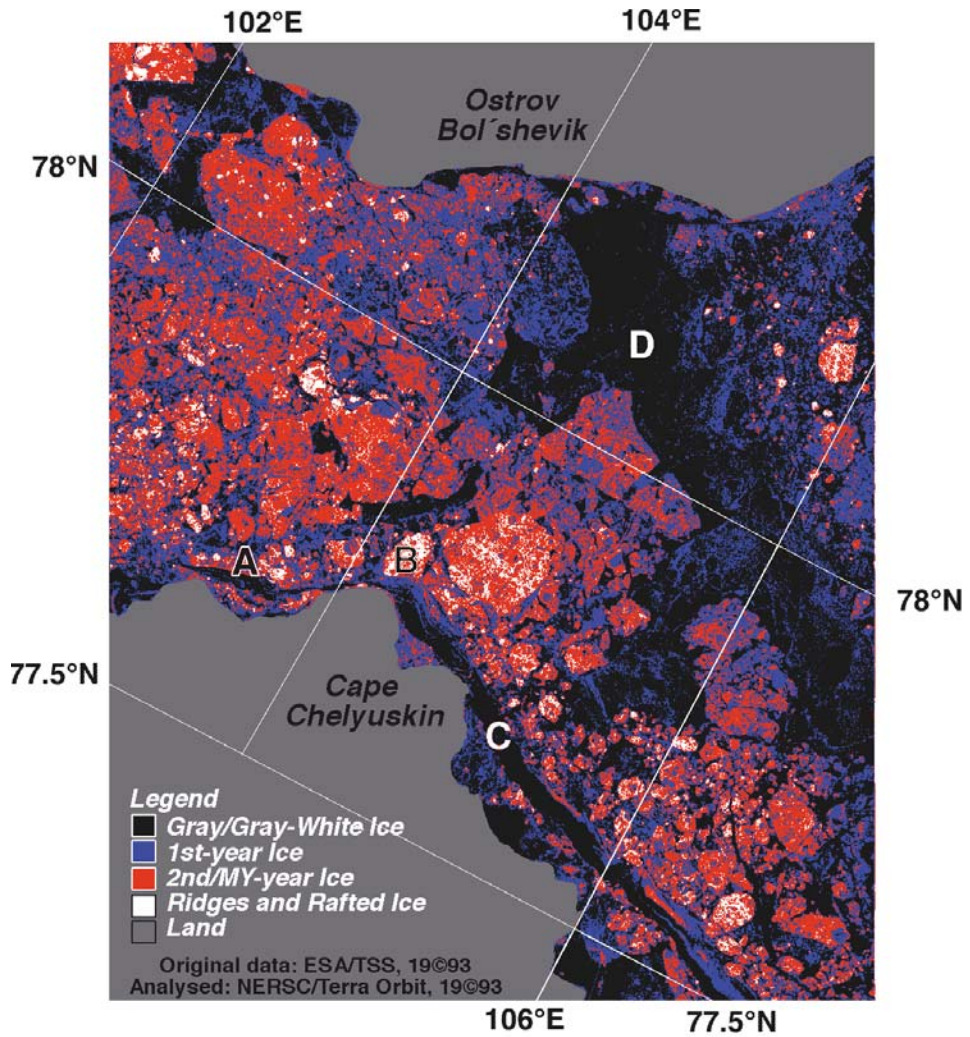 102°E
104°E
Ostrov
Bol´shevik
78°N
D
A
B
78°N
77.5°N
Cape
Chelyuskin
C
Legend
Gray/Gray-White Ice
1st-year Ice
2nd/MY-year Ice
Ridges and Rafted Ice
Land
Original data: ESA/TSS, 19©93
Analysed: NERSC/Terra Orbit, 19©93
106°E
77.5°N